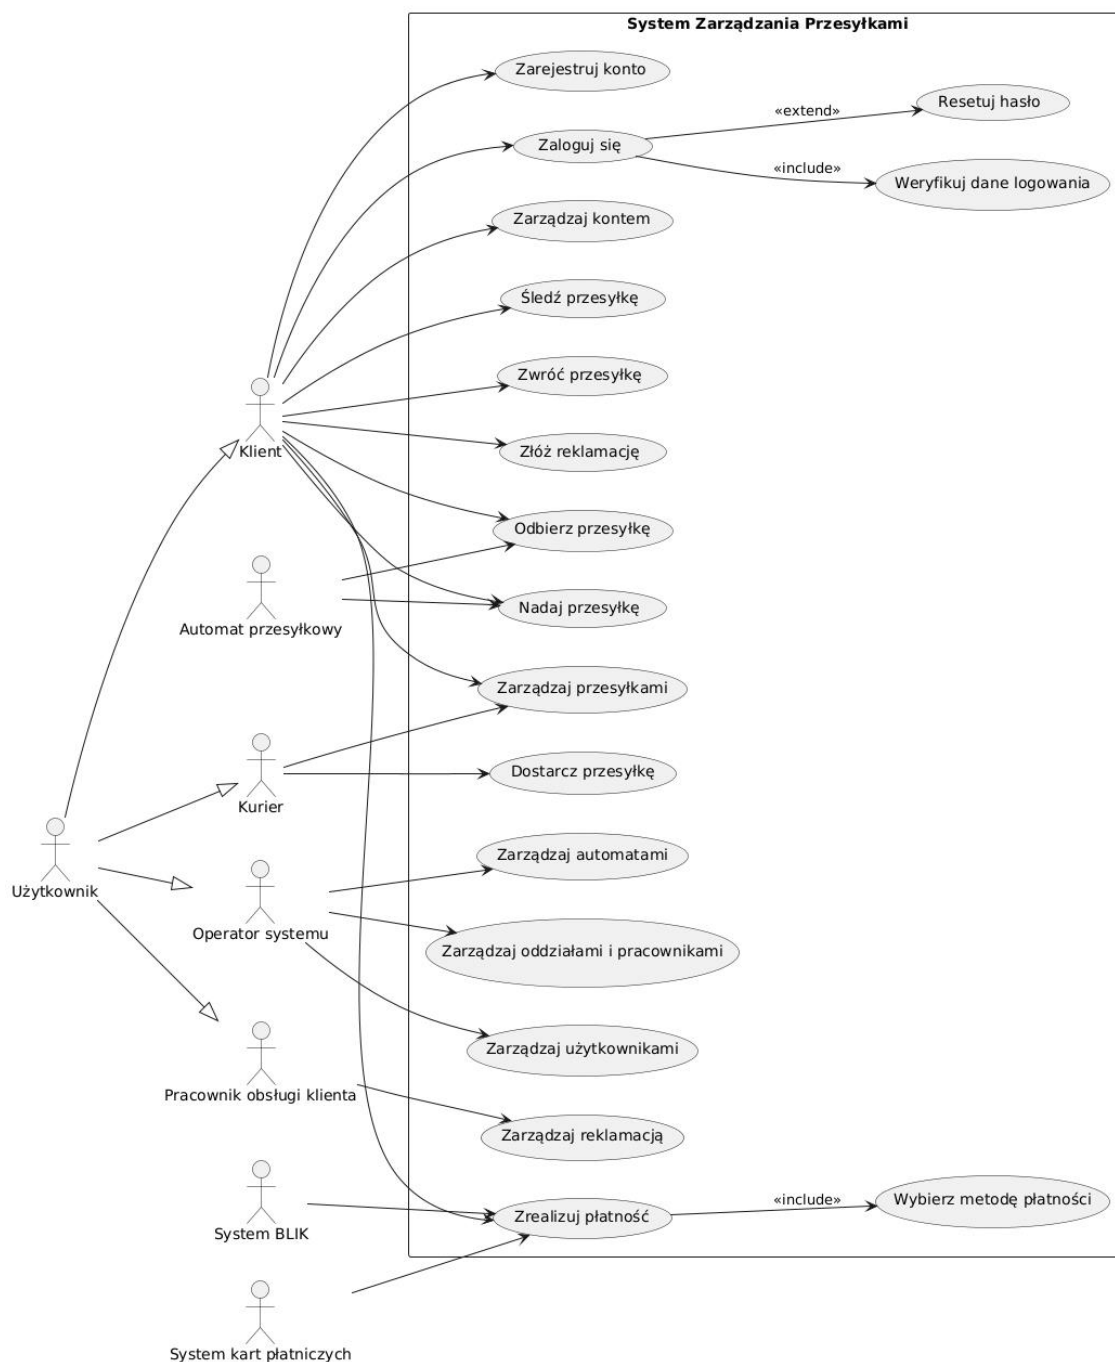 System Zarządzania Przesyłkami
Zarejestruj konto
Resetuj hasło
«extend»
Zaloguj się
«include»
Weryfikuj dane logowania
Zarządzaj kontem
Śledź przesyłkę
Zwróć przesyłkę
Klient
Złóż reklamację
Odbierz przesyłkę
Automat przesyłkowy
Nadaj przesyłkę
Zarządzaj przesyłkami
Kurier
Dostarcz przesyłkę
Zarządzaj automatami
Użytkownik
Operator systemu
Zarządzaj oddziałami i pracownikami
Zarządzaj użytkownikami
Pracownik obsługi klienta
Zarządzaj reklamacją
«include»
Wybierz metodę płatności
System BLIK
Zrealizuj płatność
System kart płatniczych